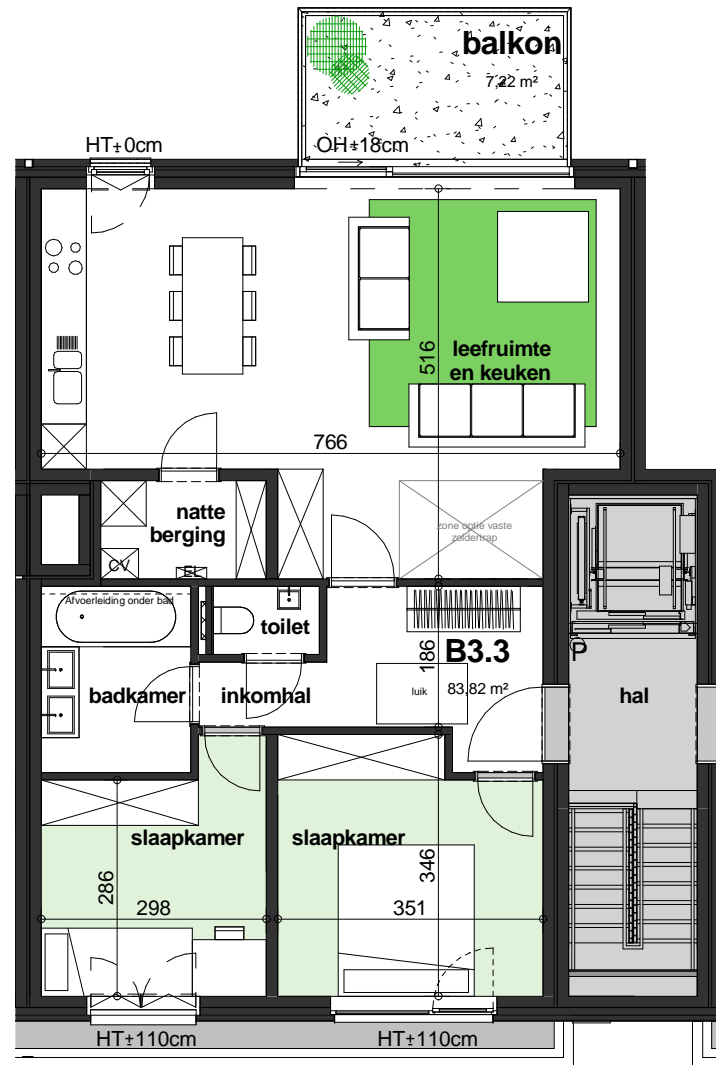 balkon
7,22 m²
HT±0cm
OH±18cm
516
leefruimte
en keuken
766
natte
berging
zone optie vaste
zoldertrap
CV
EL
Afvoerleiding onder bad
toilet
186
B3.3
P
badkamer
inkomhal
luik
83,82 m²
hal
slaapkamer
slaapkamer
346
286
298
351
HT±110cm
HT±110cm